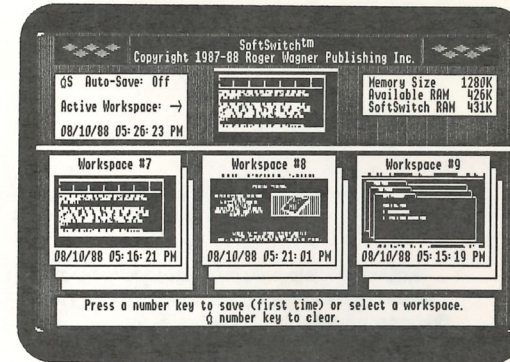 SoftSwitch™
Copyright 1987-88 Roger Wagner Publishing Inc.
S Auto-Save: Off
Active Workspace: →
08/10/88 05:26:23 PM
Memory Size 1280K
Available RAM 426K
SoftSwitch RAM 431K
Workspace #7
08/10/88 05:16:21 PM
Workspace #8
08/10/88 05:21:01 PM
Workspace #9
08/10/88 05:15:19 PM
Press a number key to save (first time) or select a workspace.
number key to clear.